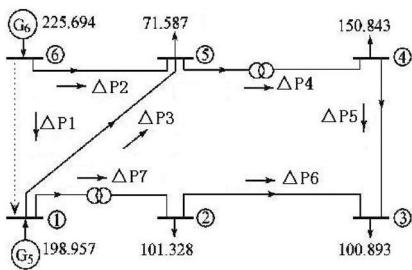 G6 225.694 71.587 150.843
⑥ ⑤ ④
△P2 △P4
△P1 △P3 △P5
△P7 △P6
① ② ③
G5 198.957 101.328 100.893